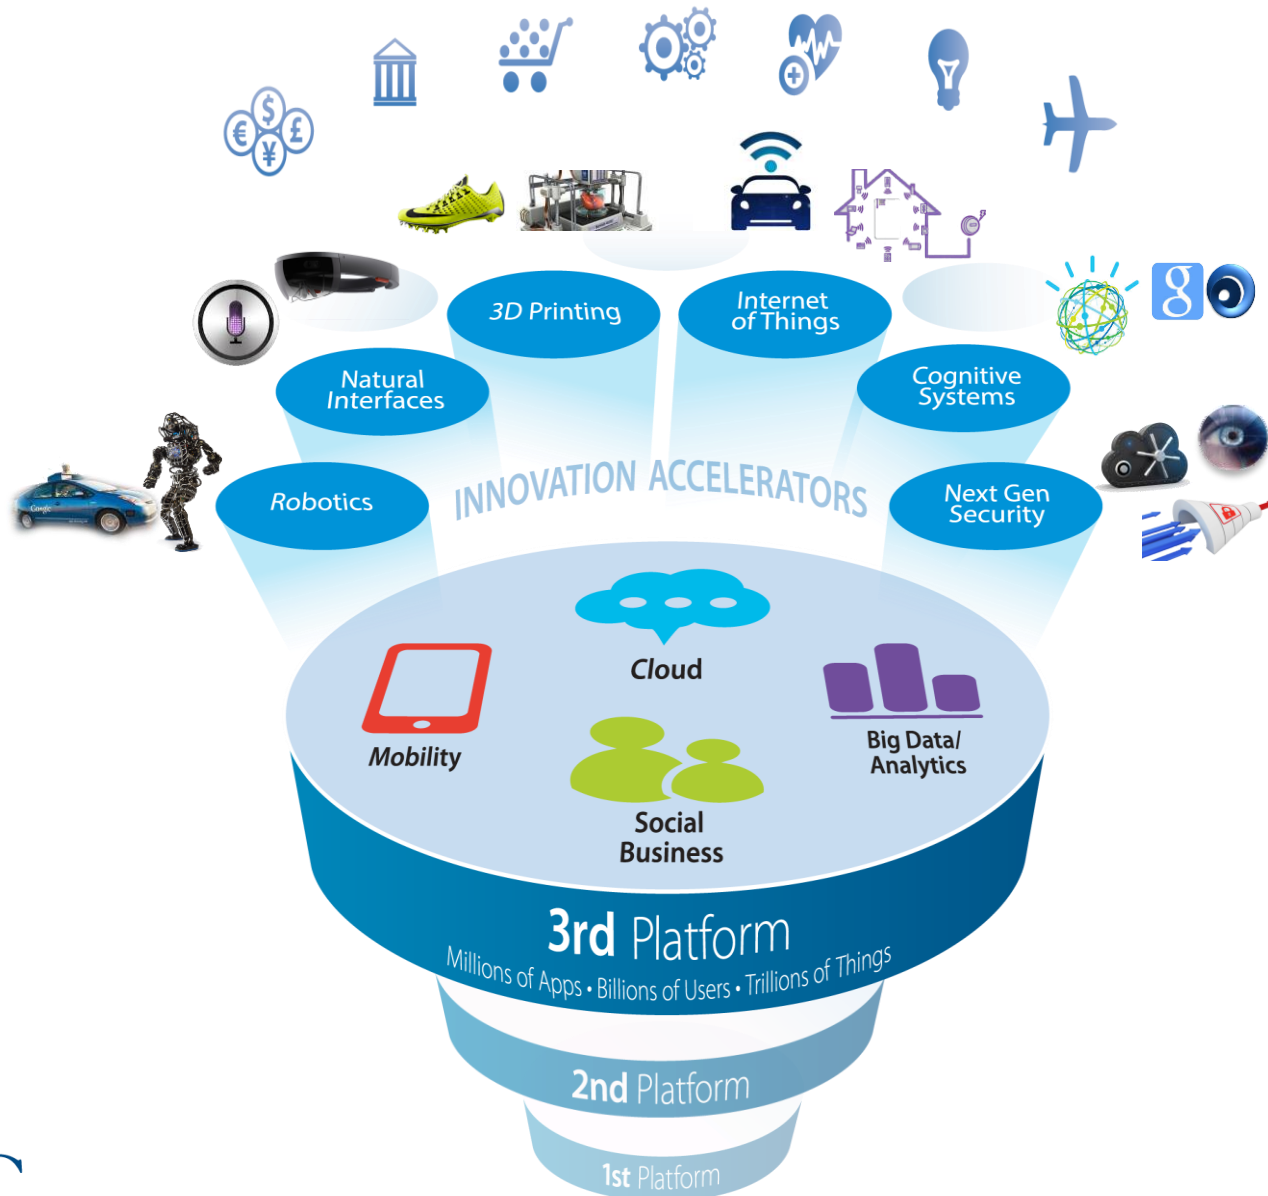 $
€ £
¥
3D Printing
Internet
of Things
g
Natural
Interfaces
Cognitive
Systems
INNOVATION ACCELERATORS
Robotics
Next Gen
Security
Google
Cloud
Mobility
Big Data/
Analytics
Social
Business
3rd Platform
Millions of Apps • Billions of Users • Trillions of Things
2nd Platform
1st Platform